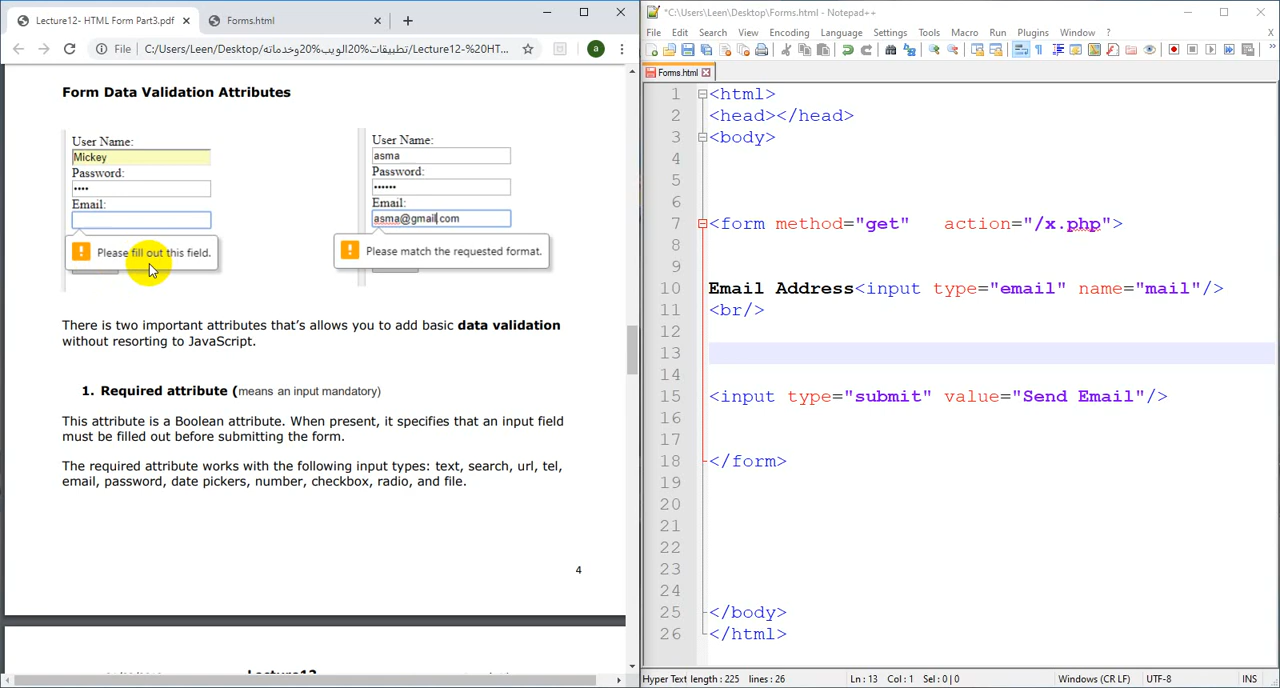 Lecture12- HTML Form Part3.pdf
Forms.html
File
C:/Users/Leen/Desktop/تطبيقات%20الويب%20وخدماته/Lecture12-%20HT...
a
Form Data Validation Attributes
User Name:
Mickey
Password:
••••
Email:
Please fill out this field.
User Name:
asma
Password:
••••••
Email:
asma@gmail.com
Please match the requested format.
There is two important attributes that's allows you to add basic data validation
without resorting to JavaScript.
1. Required attribute (means an input mandatory)
This attribute is a Boolean attribute. When present, it specifies that an input field
must be filled out before submitting the form.
The required attribute works with the following input types: text, search, url, tel,
email, password, date pickers, number, checkbox, radio, and file.
4
*C:\Users\Leen\Desktop\Forms.html - Notepad++
File Edit Search View Encoding Language Settings Tools Macro Run Plugins Window ?
X
Forms.html
1 <html>
2 <head></head>
3 <body>
4
5
6
7 <form method="get" action="/x.php">
8
9
10 Email Address<input type="email" name="mail"/>
11 <br/>
12
13
14
15 <input type="submit" value="Send Email"/>
16
17
18 </form>
19
20
21
22
23
24
25 </body>
26 </html>
Hyper Text length : 225 lines : 26 Ln : 13 Col : 1 Sel : 0 | 0 Windows (CR LF) UTF-8 INS